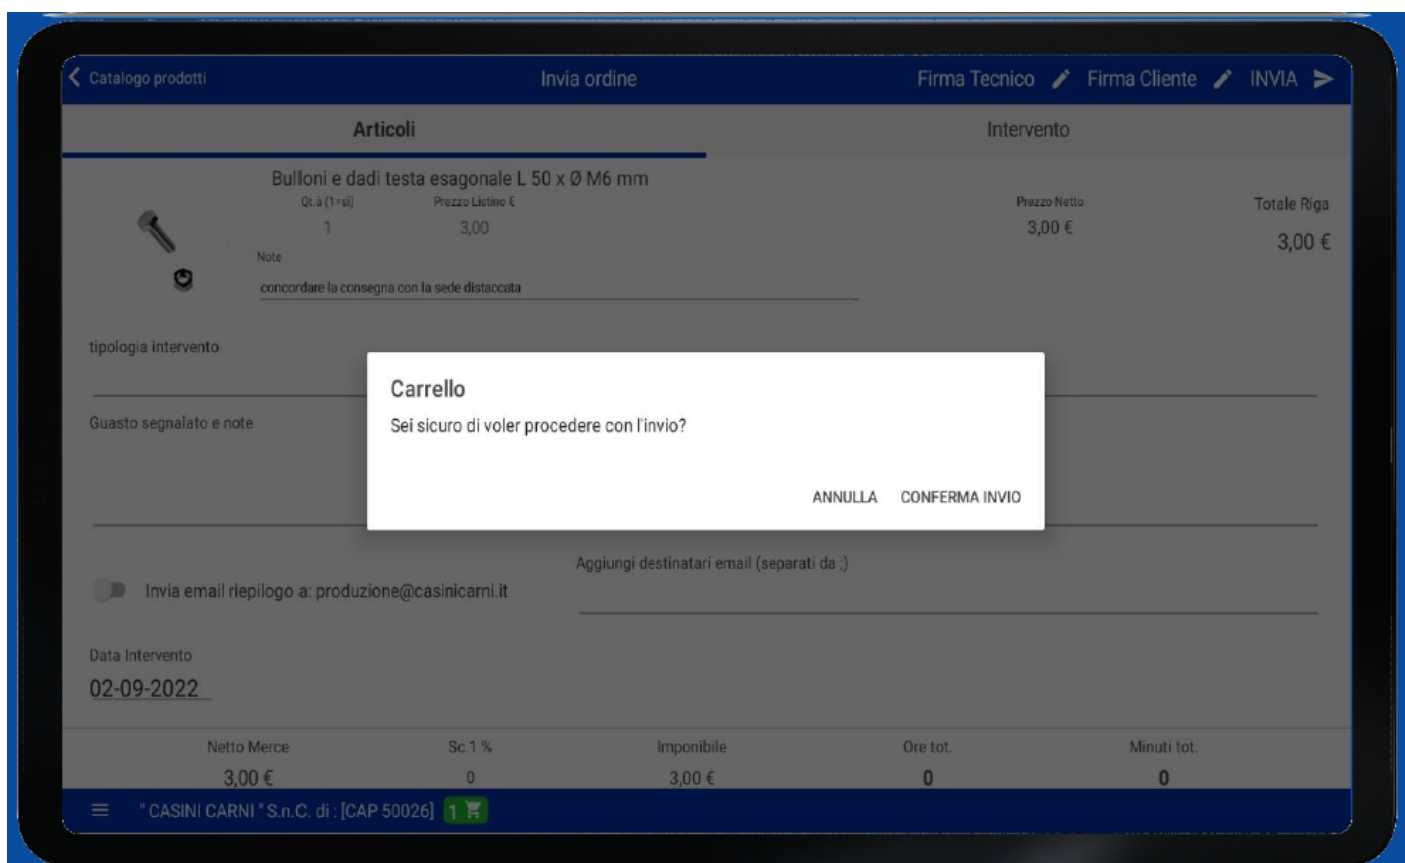 Catalogo prodotti Invia ordine Firma Tecnico Firma Cliente INVIA
Articoli Intervento
Bulloni e dadi testa esagonale L 50 x Ø M6 mm
Qt.à (1=si) Prezzo Listino € Prezzo Netto Totale Riga
1 3,00 3,00 € 3,00 €
Note
concordare la consegna con la sede distaccata
tipologia intervento
Carrello
Guasto segnalato e note
Sei sicuro di voler procedere con l'invio?
ANNULLA CONFERMA INVIO
Aggiungi destinatari email (separati da ;)
Invia email riepilogo a: produzione@casinicarni.it
Data Intervento
02-09-2022
Netto Merce Sc.1 % Imponibile Ore tot. Minuti tot.
3,00 € 0 3,00 € 0 0
" CASINI CARNI " S.n.C. di : [CAP 50026] 1